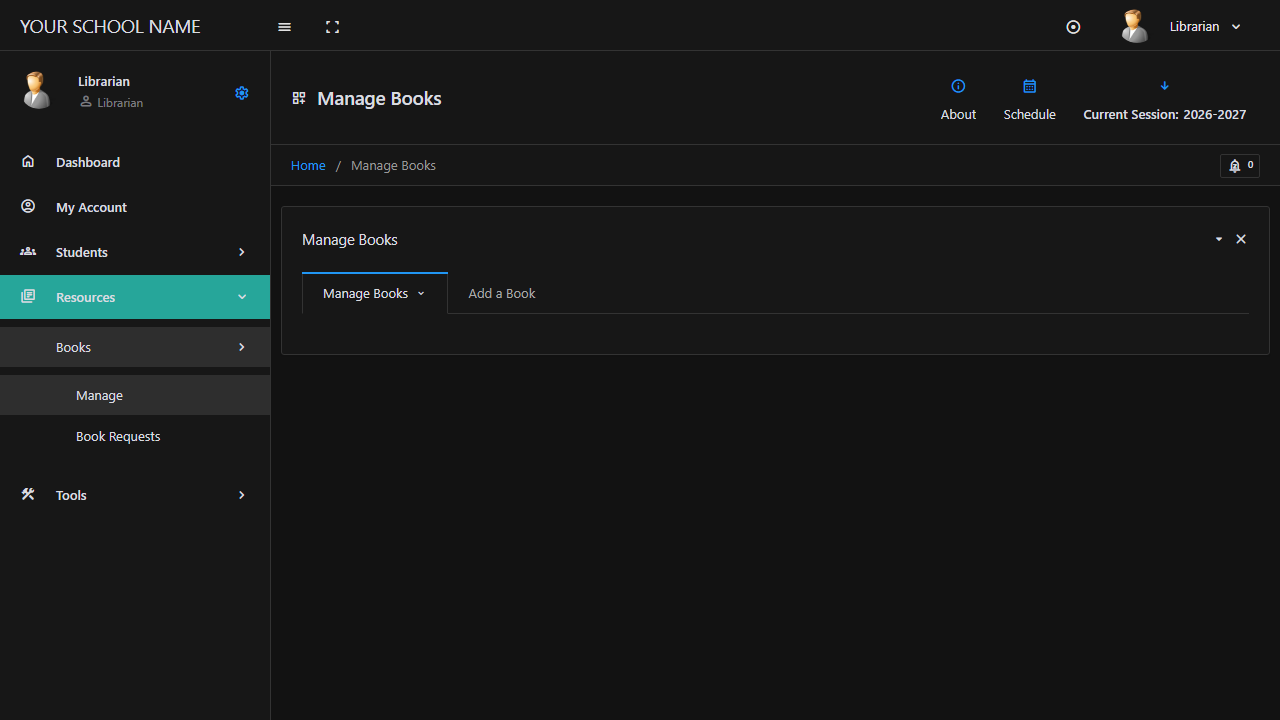 YOUR SCHOOL NAME
Librarian
Librarian
Librarian
Dashboard
My Account
Students
Resources
Books
Manage
Book Requests
Tools
Manage Books
About
Schedule
Current Session: 2026-2027
Home / Manage Books
0
Manage Books
Manage Books
Add a Book